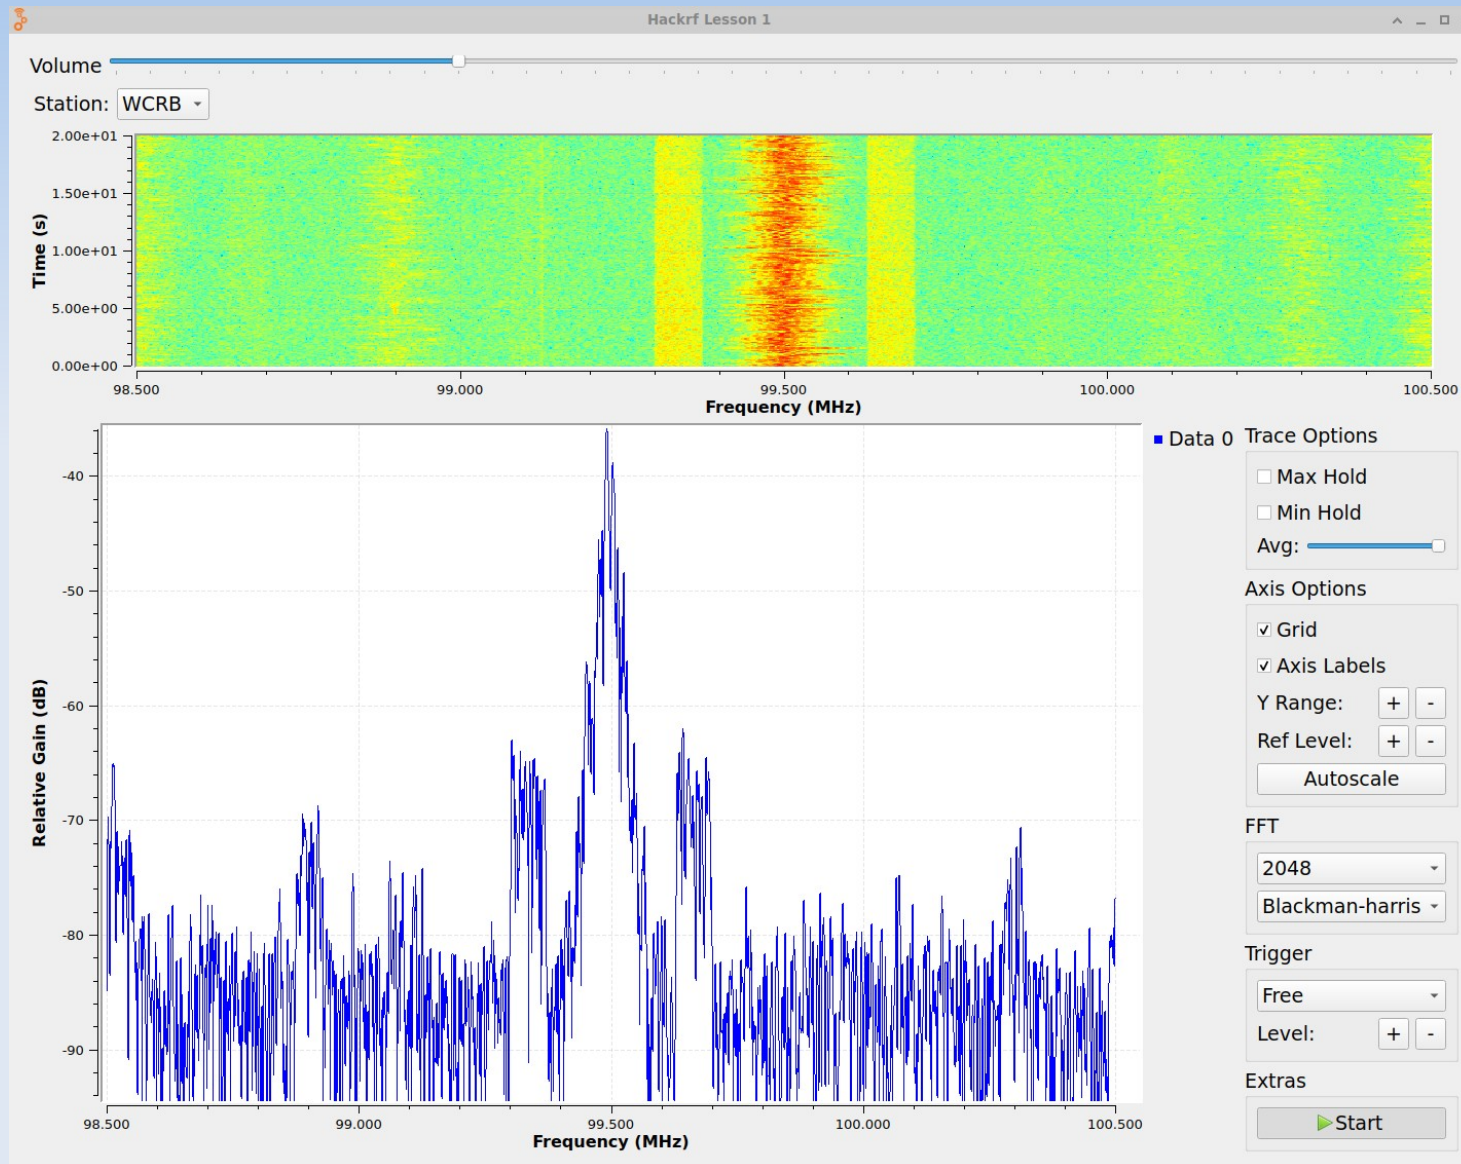 Hackrf Lesson 1
Volume
Station: WCRB
2.00e+01
1.50e+01
1.00e+01
5.00e+00
0.00e+00
Time (s)
98.500 99.000 99.500 100.000 100.500
Frequency (MHz)
Data 0
-40
-50
-60
-70
-80
-90
Relative Gain (dB)
98.500 99.000 99.500 100.000 100.500
Frequency (MHz)
Trace Options
Max Hold
Min Hold
Avg:
Axis Options
Grid
Axis Labels
Y Range: + -
Ref Level: + -
Autoscale
FFT
2048
Blackman-harris
Trigger
Free
Level: + -
Extras
Start